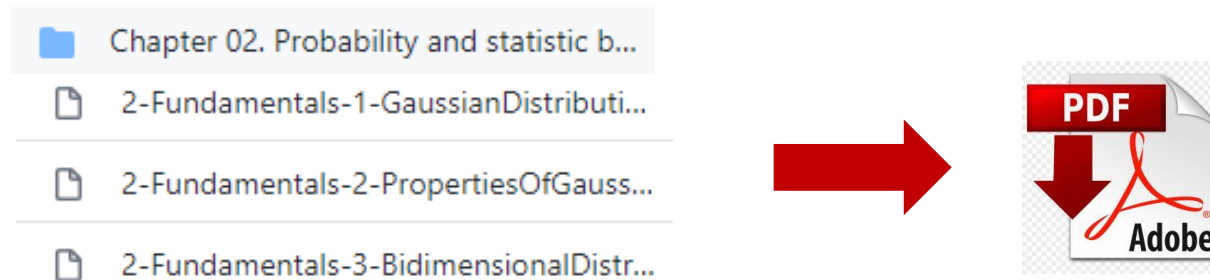 Chapter 02. Probability and statistic b...
2-Fundamentals-1-GaussianDistributi...
2-Fundamentals-2-PropertiesOfGauss...
2-Fundamentals-3-BidimensionalDistr...
PDF
Adobe